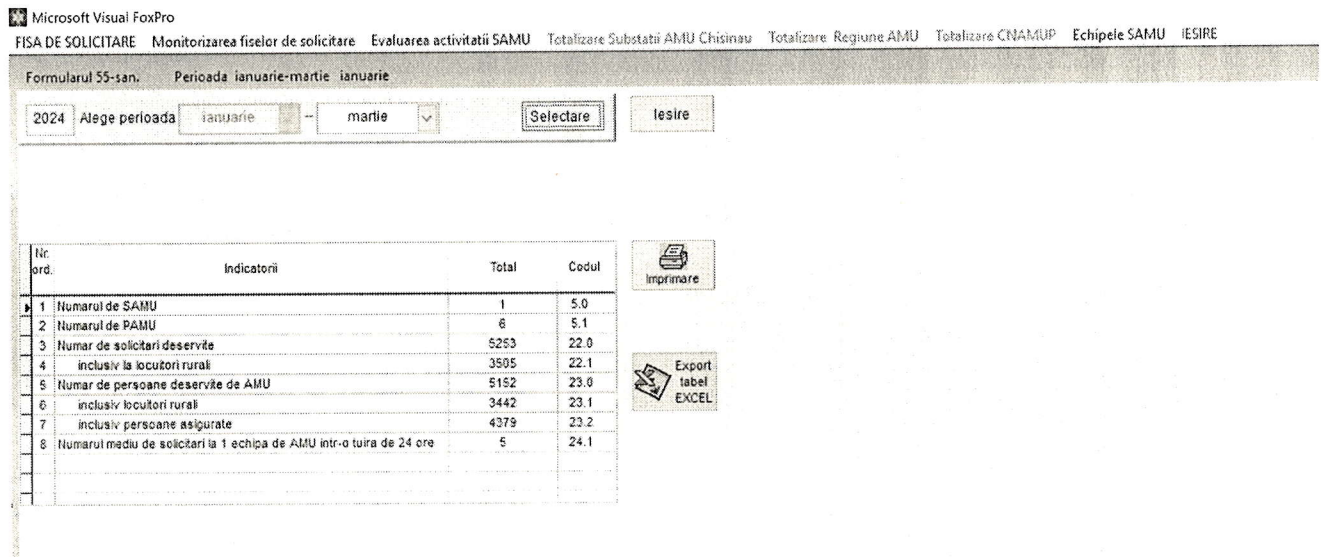 Microsoft Visual FoxPro
FISA DE SOLICITARE Monitorizarea fiselor de solicitare Evaluarea activitatii SAMU Totalizare Substatii AMU Chisinau Totalizare Regiune AMU Totalizare CNAMUP Echipele SAMU IESIRE
Formularul 55-san. Perioada ianuarie-martie ianuarie
2024 Alege perioada ianuarie -- martie Selectare Iesire
Nr. ord. Indicatorii Total Codul
Imprimare
1 Numarul de SAMU 1 5.0
2 Numarul de PAMU 6 5.1
3 Numar de solicitari deservite 5253 22.0
4 inclusiv la locuitori rurali 3505 22.1
5 Numar de persoane deservite de AMU 5152 23.0
6 inclusiv locuitori rurali 3442 23.1
7 inclusiv persoane asigurate 4379 23.2
8 Numarul mediu de solicitari la 1 echipa de AMU intr-o tuira de 24 ore 5 24.1
Export
tabel
EXCEL